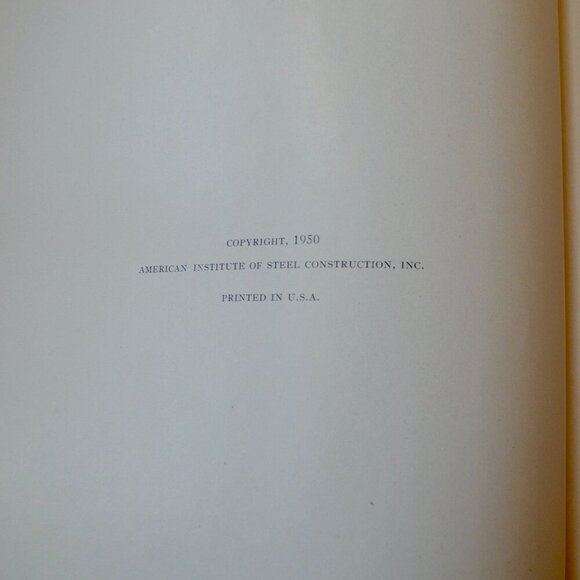 COPYRIGHT, 1950
AMERICAN INSTITUTE OF STEEL CONSTRUCTION, INC.
PRINTED IN U.S.A.